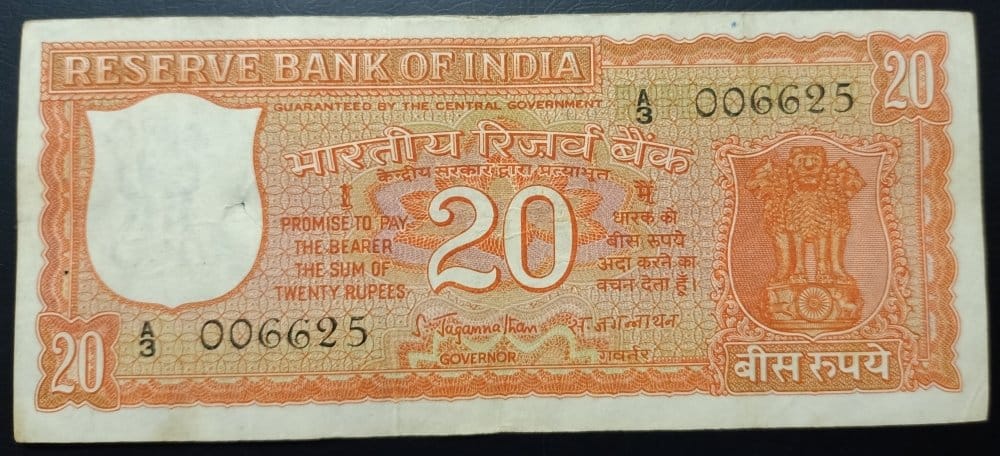 RESERVE BANK OF INDIA
20
GUARANTEED BY THE CENTRAL GOVERNMENT
A/3 006625
भारतीय रिज़र्व बैंक
केन्द्रीय सरकार द्वारा प्रत्याभूत
I
PROMISE TO PAY
THE BEARER
THE SUM OF
TWENTY RUPEES
20
मैं
धारक को
बीस रुपये
अदा करने का
वचन देता हूँ।
A/3 006625
S. Jagannathan
स. जगन्नाथन
GOVERNOR
गवर्नर
20
बीस रुपये